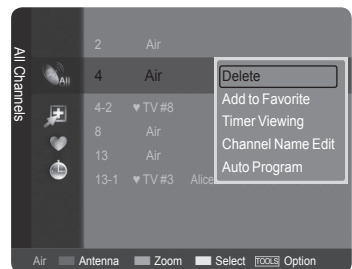 All Channels
All
2 Air
4 Air
4-2 ♥ TV #8
8 Air
13 Air
13-1 ♥ TV #3 Alice
Delete
Add to Favorite
Timer Viewing
Channel Name Edit
Auto Program
Air Antenna Zoom Select TOOLS Option